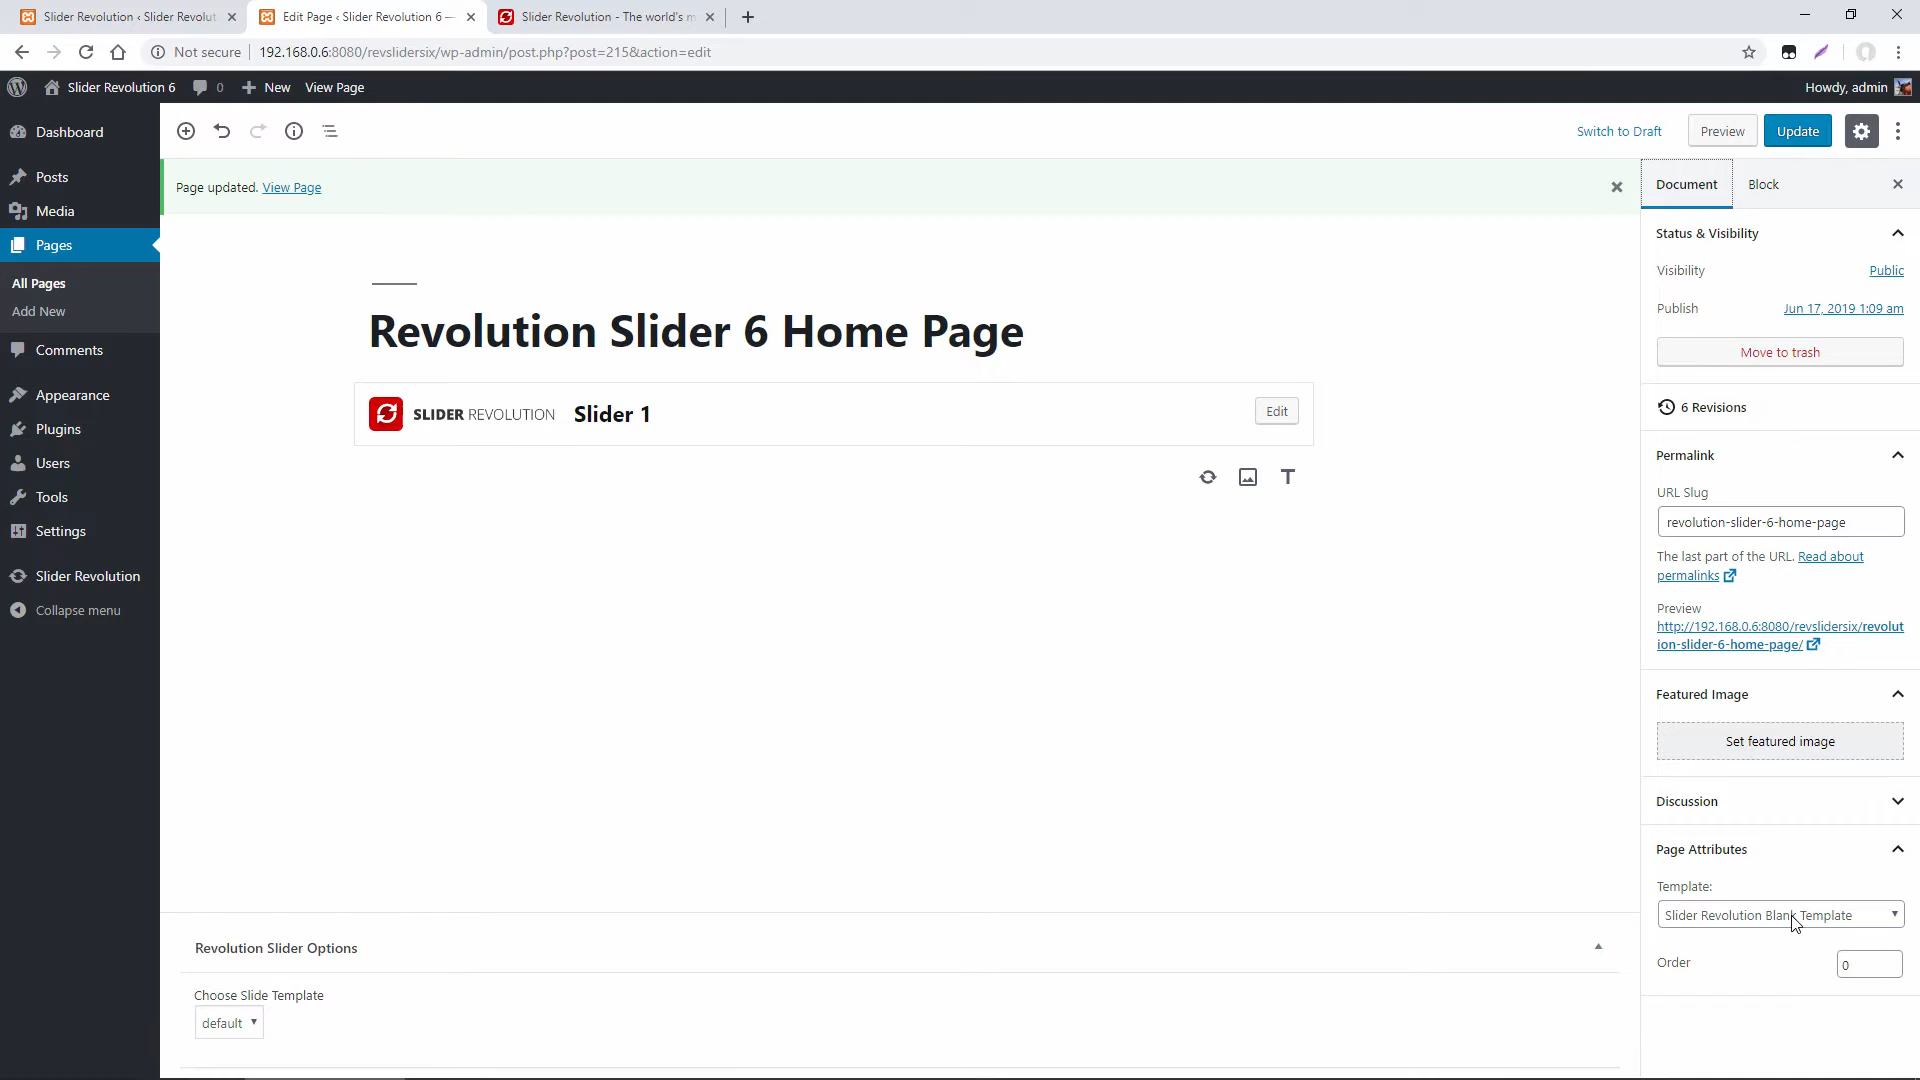 Slider Revolution ‹ Slider Revolut
Edit Page ‹ Slider Revolution 6 —
Slider Revolution - The world's m
Not secure
192.168.0.6:8080/revslidersix/wp-admin/post.php?post=215&action=edit
Slider Revolution 6
0
New
View Page
Howdy, admin
Dashboard
Posts
Media
Pages
All Pages
Add New
Comments
Appearance
Plugins
Users
Tools
Settings
Slider Revolution
Collapse menu
Switch to Draft
Preview
Update
Page updated. View Page
Revolution Slider 6 Home Page
SLIDER REVOLUTION
Slider 1
Edit
Revolution Slider Options
Choose Slide Template
default
Document
Block
Status & Visibility
Visibility
Public
Publish
Jun 17, 2019 1:09 am
Move to trash
6 Revisions
Permalink
URL Slug
revolution-slider-6-home-page
The last part of the URL. Read about
permalinks
Preview
http://192.168.0.6:8080/revslidersix/revolut
ion-slider-6-home-page/
Featured Image
Set featured image
Discussion
Page Attributes
Template:
Slider Revolution Blank Template
Order
0